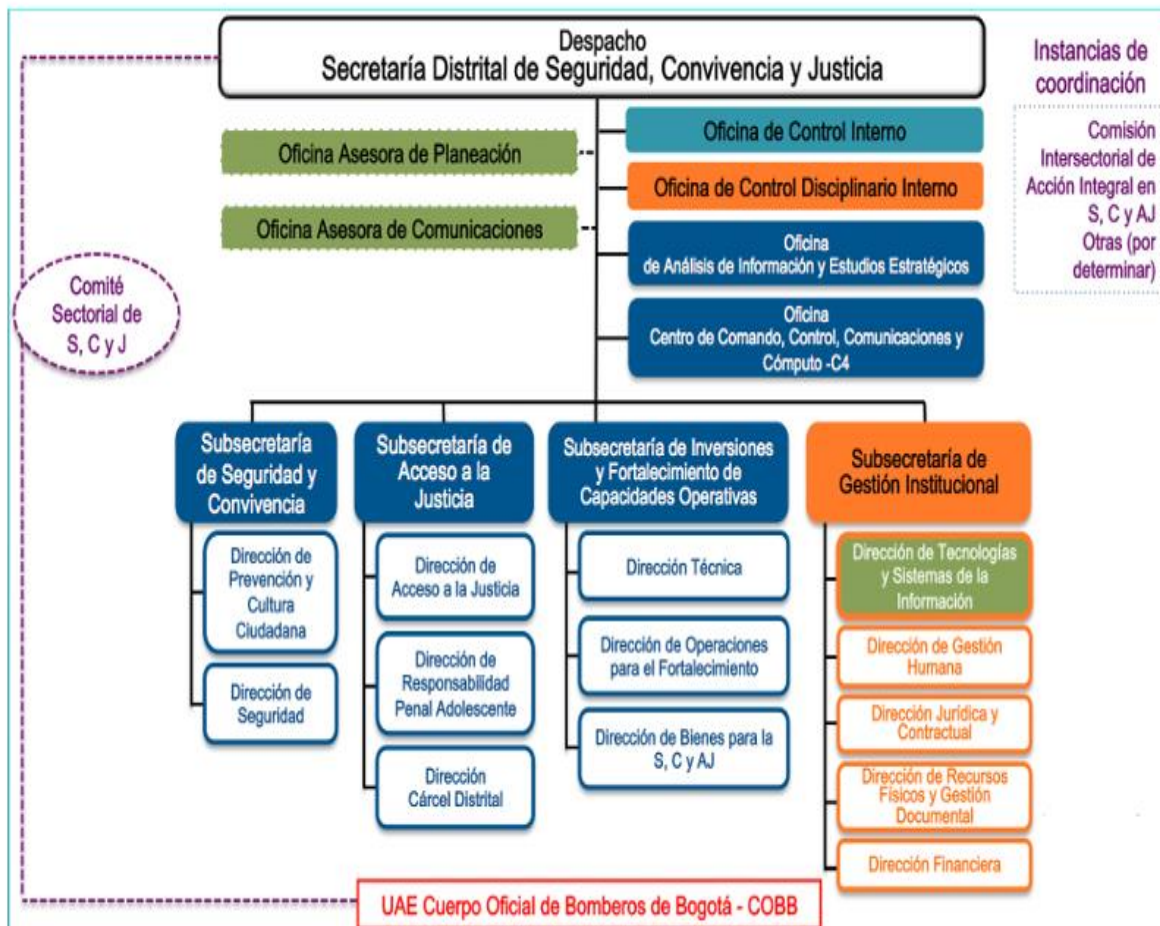 Despacho
Secretaría Distrital de Seguridad, Convivencia y Justicia
Instancias de
coordinación
Comisión
Intersectorial de
Acción Integral en
S, C y AJ
Otras (por
determinar)
Oficina Asesora de Planeación
Oficina Asesora de Comunicaciones
Oficina de Control Interno
Oficina de Control Disciplinario Interno
Oficina
de Análisis de Información y Estudios Estratégicos
Oficina
Centro de Comando, Control, Comunicaciones y
Cómputo -C4
Comité
Sectorial de
S, C y J
Subsecretaría
de Seguridad y
Convivencia
Dirección de
Prevención y
Cultura
Ciudadana
Dirección de
Seguridad
Subsecretaría de
Acceso a la
Justicia
Dirección de
Acceso a la Justicia
Dirección de
Responsabilidad
Penal Adolescente
Dirección
Cárcel Distrital
Subsecretaría de Inversiones
y Fortalecimiento de
Capacidades Operativas
Dirección Técnica
Dirección de Operaciones
para el Fortalecimiento
Dirección de Bienes para la
S, C y AJ
Subsecretaría de
Gestión Institucional
Dirección de Tecnologías
y Sistemas de la
Información
Dirección de Gestión
Humana
Dirección Jurídica y
Contractual
Dirección de Recursos
Físicos y Gestión
Documental
Dirección Financiera
UAE Cuerpo Oficial de Bomberos de Bogotá - COBB